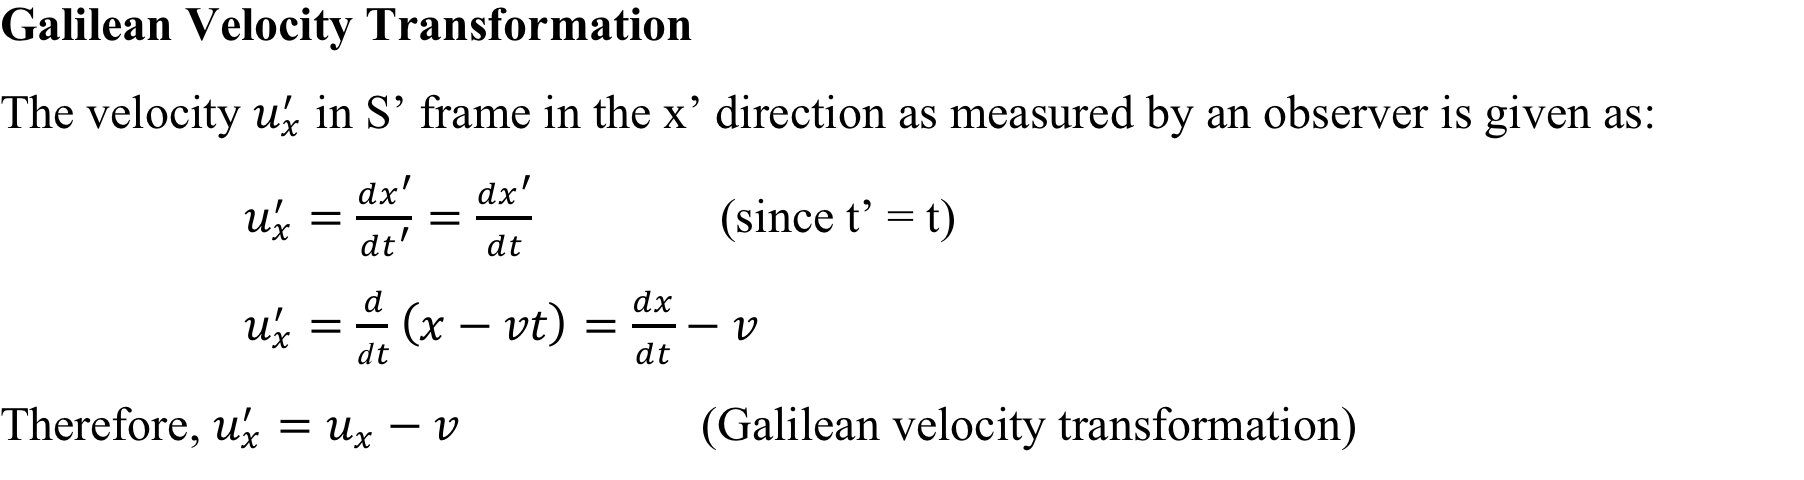 Galilean Velocity Transformation
The velocity u′ₓ in S’ frame in the x’ direction as measured by an observer is given as:
u′ₓ = dx′/dt′ = dx′/dt (since t’ = t)
u′ₓ = d/dt (x − vt) = dx/dt − v
Therefore, u′ₓ = uₓ − v (Galilean velocity transformation)